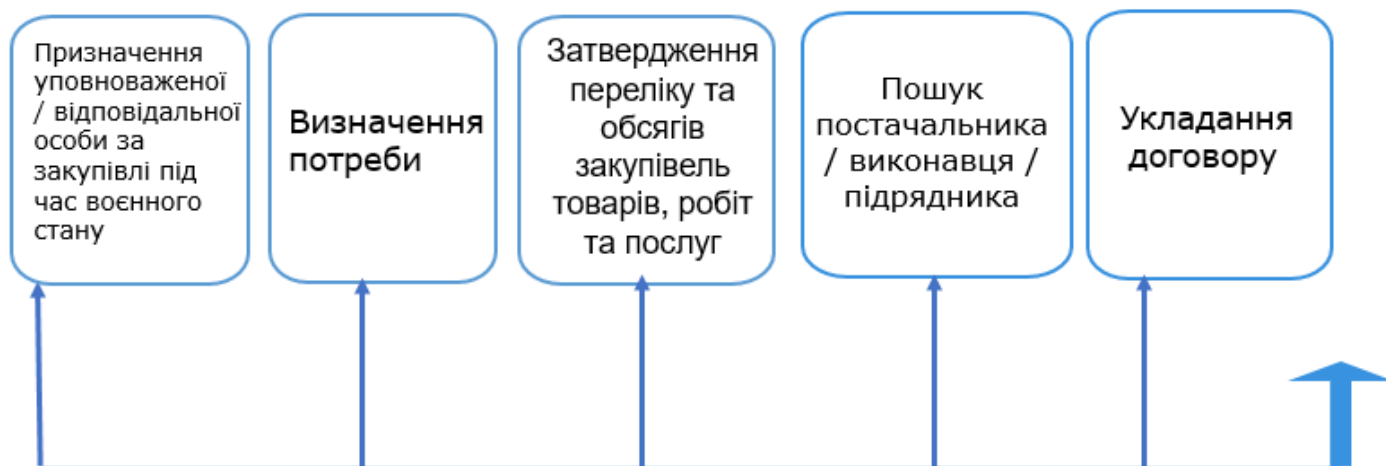 Призначення
уповноваженої
/ відповідальної
особи за
закупівлі під
час воєнного
стану
Визначення
потреби
Затвердження
переліку та
обсягів
закупівель
товарів, робіт
та послуг
Пошук
постачальника
/ виконавця /
підрядника
Укладання
договору